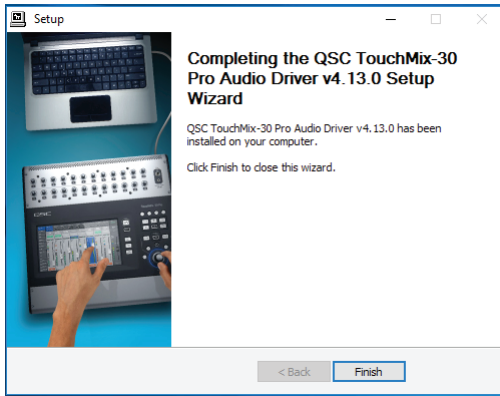 Setup
Completing the QSC TouchMix-30
Pro Audio Driver v4.13.0 Setup
Wizard
QSC TouchMix-30 Pro Audio Driver v4.13.0 has been
installed on your computer.
Click Finish to close this wizard.
QSC
< Back
Finish